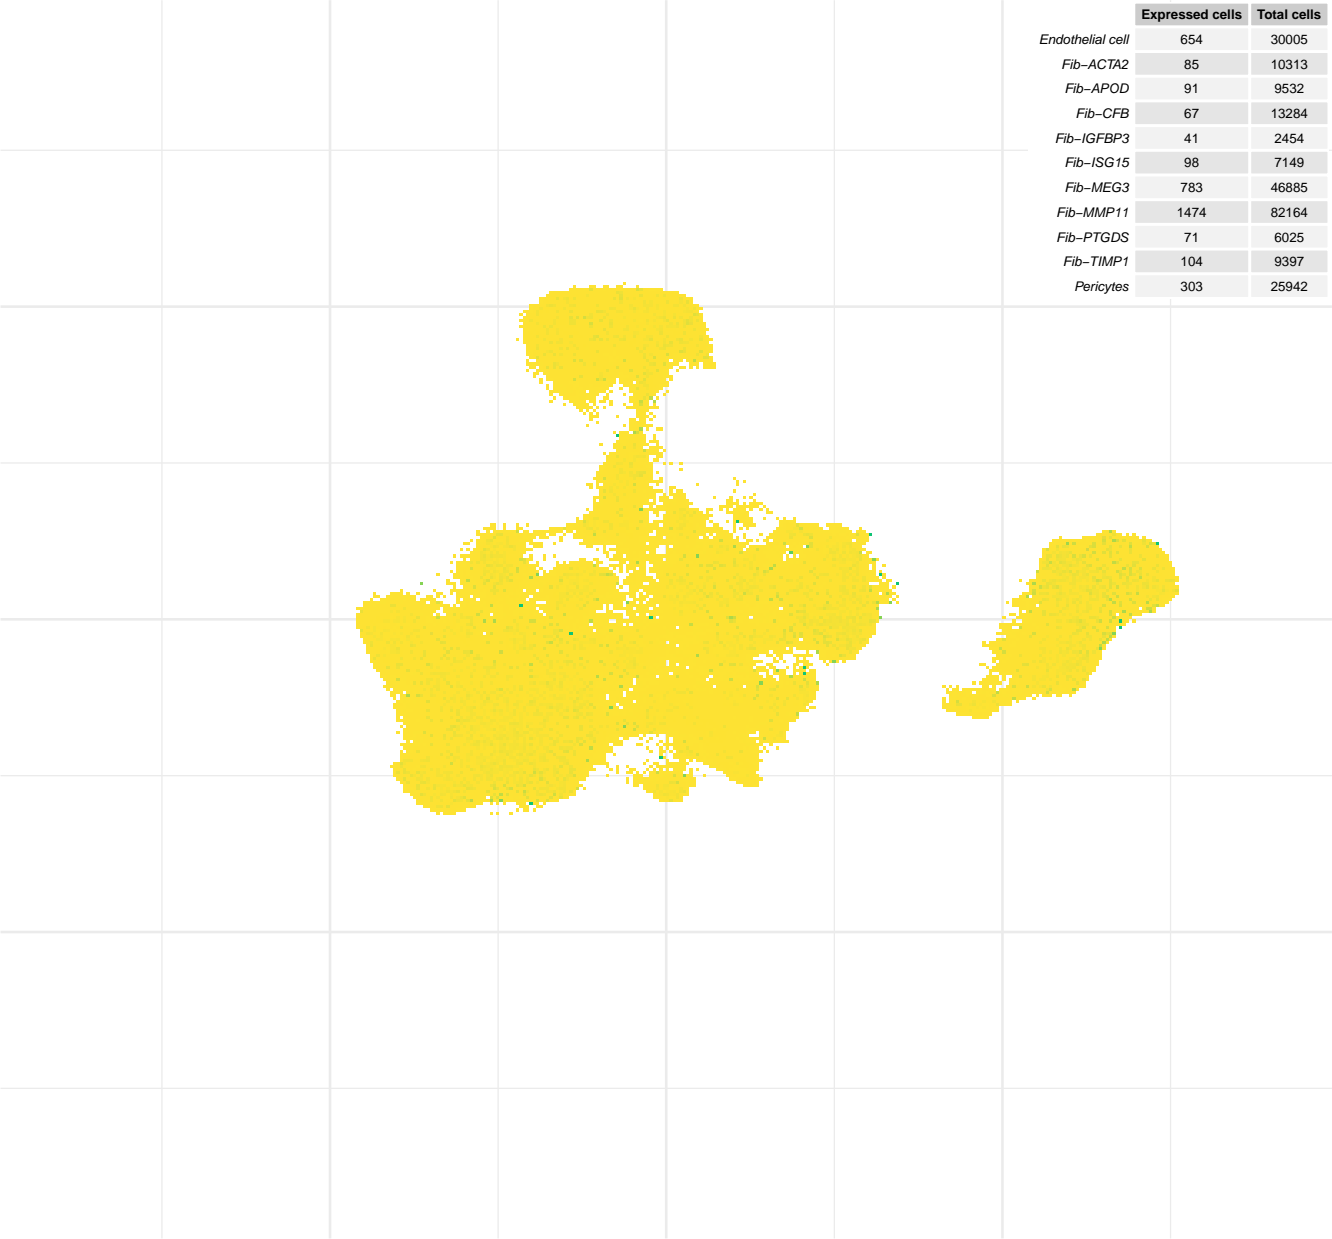 Expressed cells Total cells
Endothelial cell 654 30005
Fib−ACTA2 85 10313
Fib−APOD 91 9532
Fib−CFB 67 13284
Fib−IGFBP3 41 2454
Fib−ISG15 98 7149
Fib−MEG3 783 46885
Fib−MMP11 1474 82164
Fib−PTGDS 71 6025
Fib−TIMP1 104 9397
Pericytes 303 25942